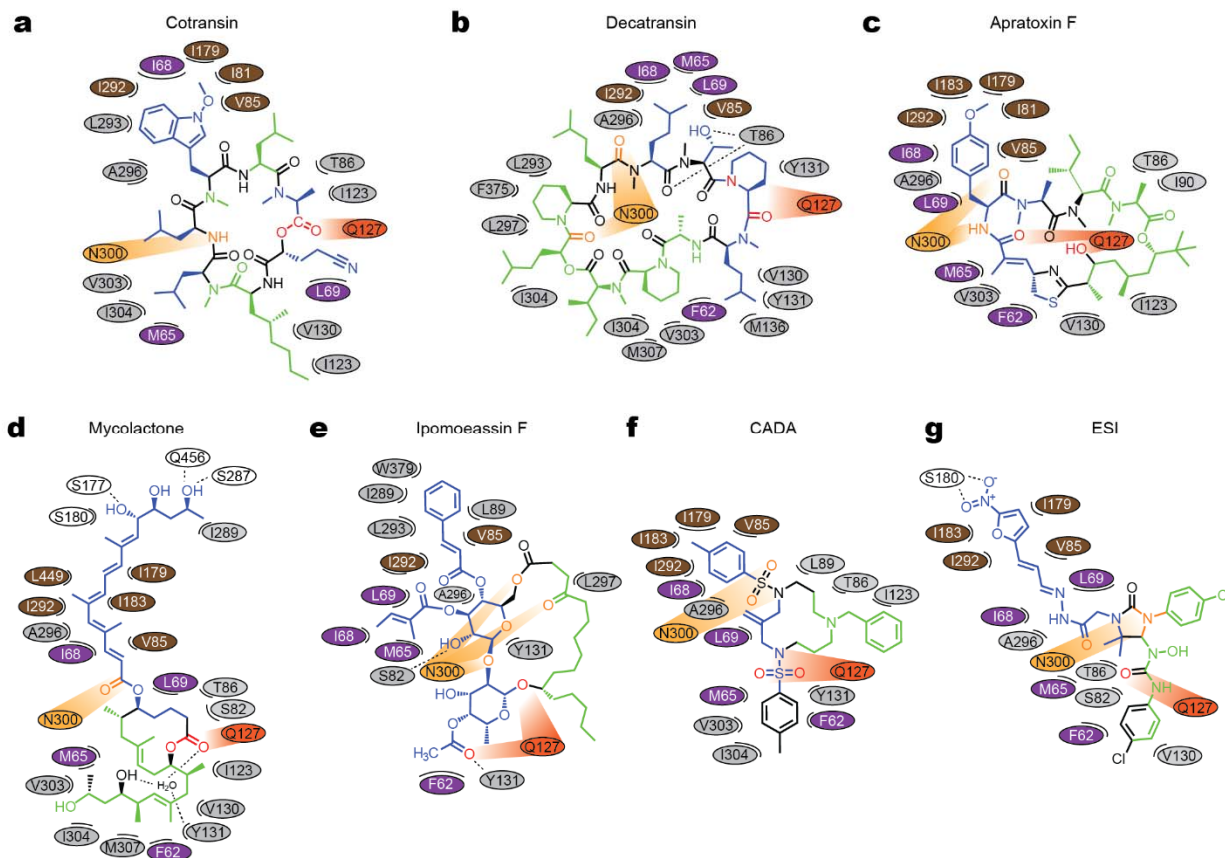 a Cotransin
I179
I68
I81
I292
V85
O
L293
N
O
O
A296
N
H
O
T86
N
N
I123
O
C
Q127
O
O
NH
N300
O
O
NH
N
V303
O
N
L69
I304
V130
M65
I123
b Decatransin
M65
I68
L69
I292
V85
A296
HO
T86
O
O
N
N
Y131
L293
NH
O
O
N
F375
O
N
N300
O
Q127
L297
O
O
O
HN
N
O
O
N
N
O
V130
I304
O
Y131
F62
I304
V303
M136
M307
c Apratoxin F
I183
I179
O
I292
I81
I68
V85
T86
A296
O
O
I90
L69
N
N
N
O
O
N300
HN
O
O
Q127
O
HO
M65
V303
N
N
F62
S
I123
V130
d Mycolactone
Q456
S177
OH
OH
S287
HO
S180
I289
L449
I179
I292
I183
A296
I68
V85
O
O
L69
T86
S82
N300
Q127
O
O
M65
I123
OH
H₂O
V303
HO
V130
Y131
I304
M307
F62
e Ipomoeassin F
W379
I289
L89
L293
V85
O
I292
O
O
O
L297
L69
A296
O
O
O
O
I68
M65
HO
O
Y131
S82
N300
O
HO
O
O
H₃C
O
O
Q127
F62
Y131
f CADA
I179
V85
I183
I292
O
S
L89
I68
O
N
T86
A296
I123
N300
N
L69
N
Q127
O=S=O
M65
Y131
V303
F62
I304
g ESI
S180
O-
N+
O
I179
O
I183
V85
I292
L69
N
O
I68
HN
N
N
A296
O
N
N300
OH
T86
O
M65
S82
NH
Q127
F62
V130
Cl